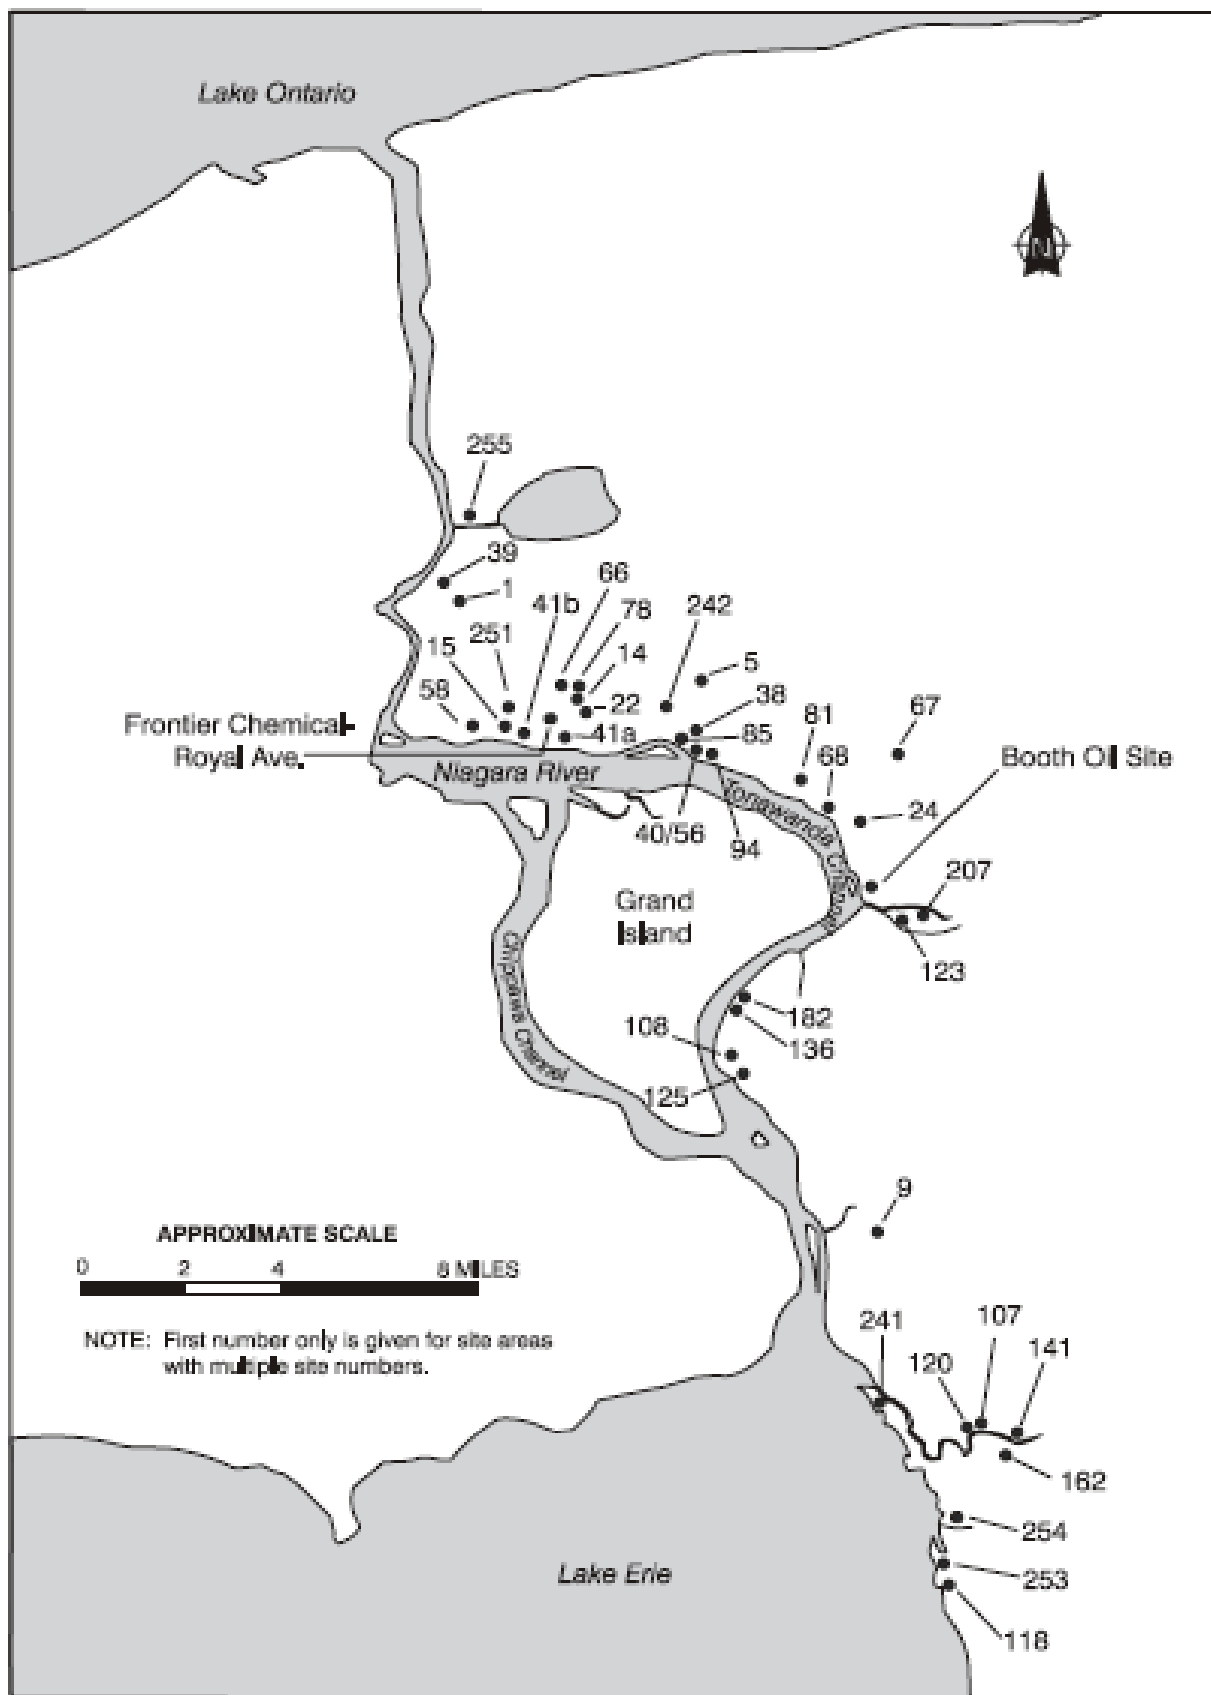 Lake Ontario
N
255
39
1
66
41b
78
242
251
15
14
5
58
22
38
81
67
Frontier Chemical-
Royal Ave.
41a
85
68
Booth Oil Site
Niagara River
Tonawanda Channel
40/56
94
24
207
Grand
Island
123
Chippawa Channel
182
108
136
125
9
APPROXIMATE SCALE
0 2 4 8 MILES
NOTE: First number only is given for site areas
with multiple site numbers.
241
107
120
141
162
254
Lake Erie
253
118